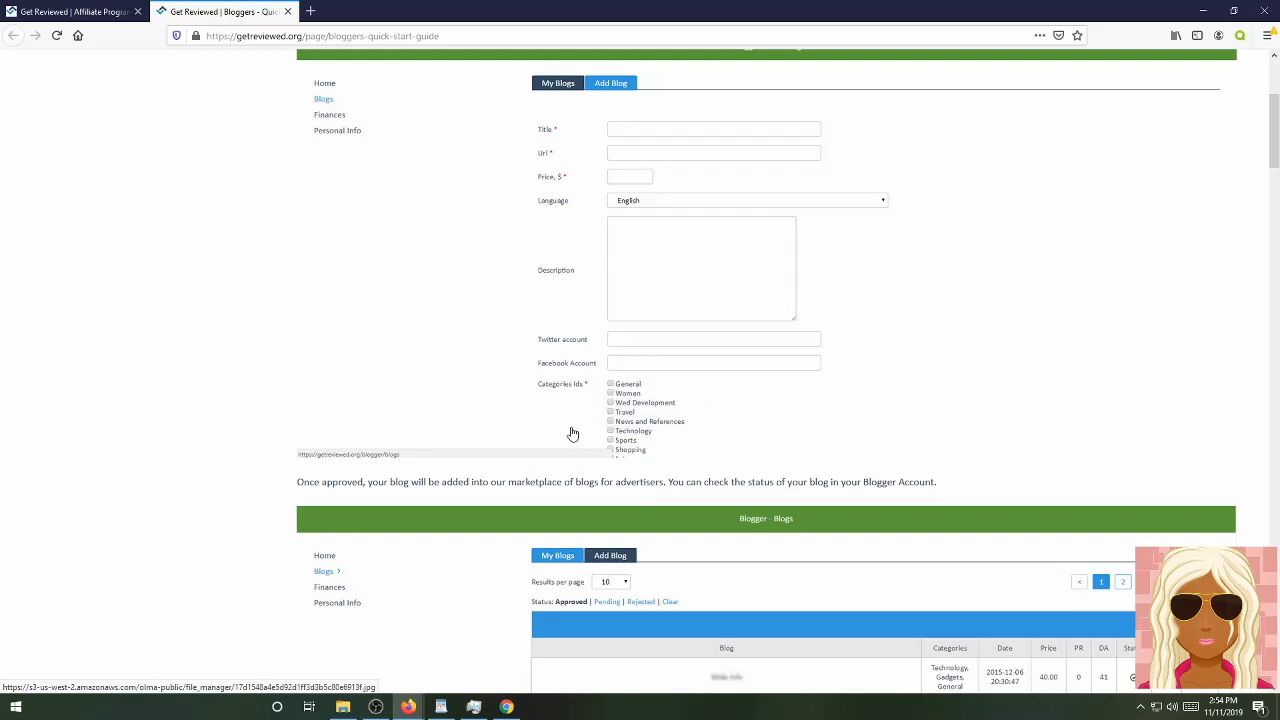 Get Reviewed | Affiliate Progra
Get Reviewed | Bloggers - Quic
https://getreviewed.org/page/bloggers-quick-start-guide
Home
Blogs
Finances
Personal Info
My Blogs
Add Blog
Title *
Url *
Price, $ *
Language
English
Description
Twitter account
Facebook Account
Categories Ids *
General
Women
Wed Development
Travel
News and References
Technology
Sports
Shopping
https://getreviewed.org/blogger/blogs
Once approved, your blog will be added into our marketplace of blogs for advertisers. You can check the status of your blog in your Blogger Account.
Blogger - Blogs
Home
Blogs >
Finances
Personal Info
My Blogs
Add Blog
Results per page 10
< 1 2
Status: Approved | Pending | Rejected | Clear
Blog Categories Date Price PR DA Stat
Technology, Gadgets, General
2015-12-06 20:30:47
40.00 0 41
https://s3-us-west-2.amazonaws.com/olma-public/file_manager/17d1548a4e5d92d1ff3d3b5c80e6913f.jpg
2:54 PM
11/11/2019